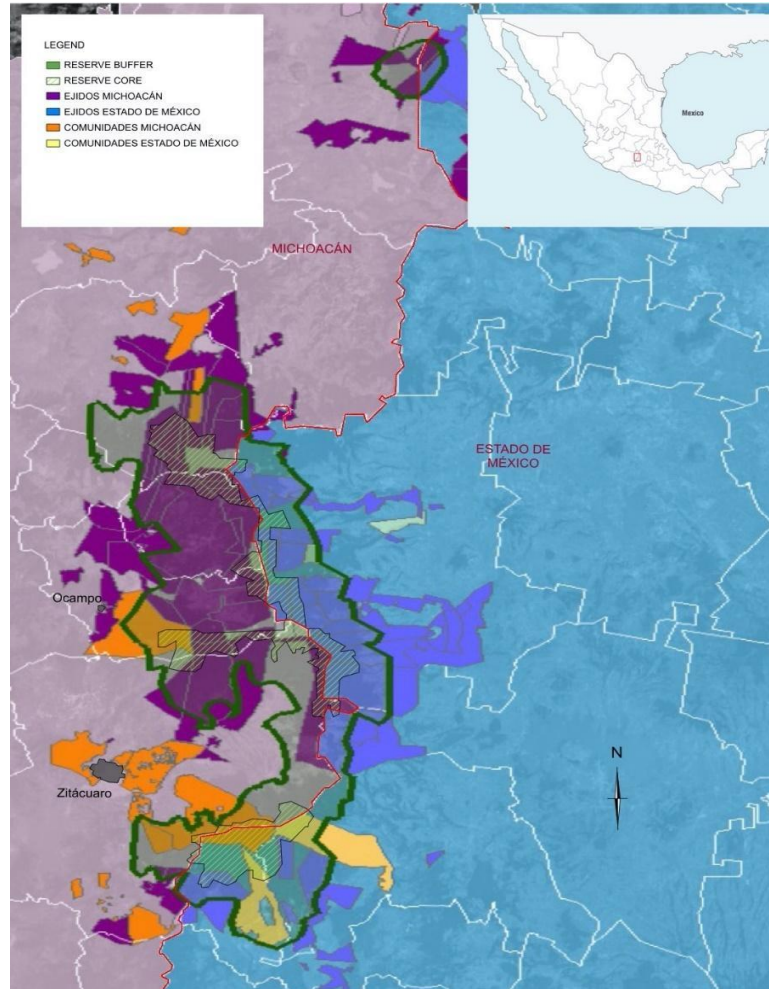 LEGEND
RESERVE BUFFER
RESERVE CORE
EJIDOS MICHOACÁN
EJIDOS ESTADO DE MÉXICO
COMUNIDADES MICHOACÁN
COMUNIDADES ESTADO DE MÉXICO
Mexico
MICHOACÁN
ESTADO DE
MÉXICO
Ocampo
N
Zitácuaro